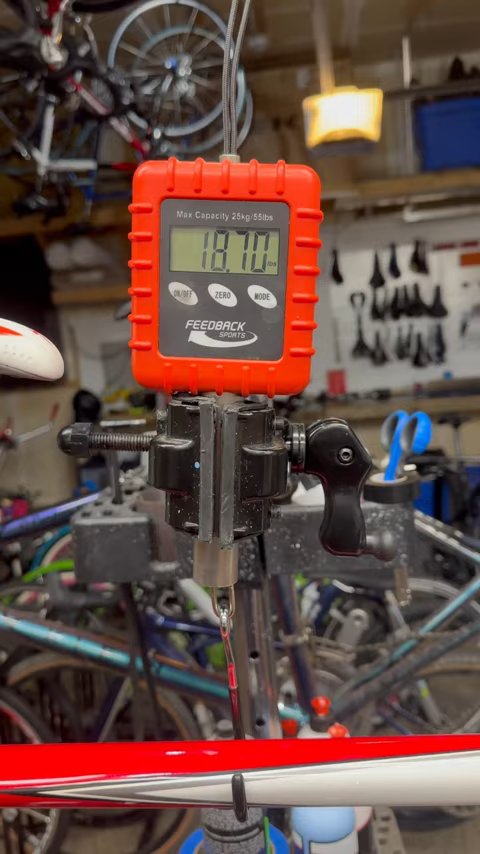 Max Capacity 25kg/55lbs
18.70 lbs
ON/OFF ZERO MODE
FEEDBACK
SPORTS